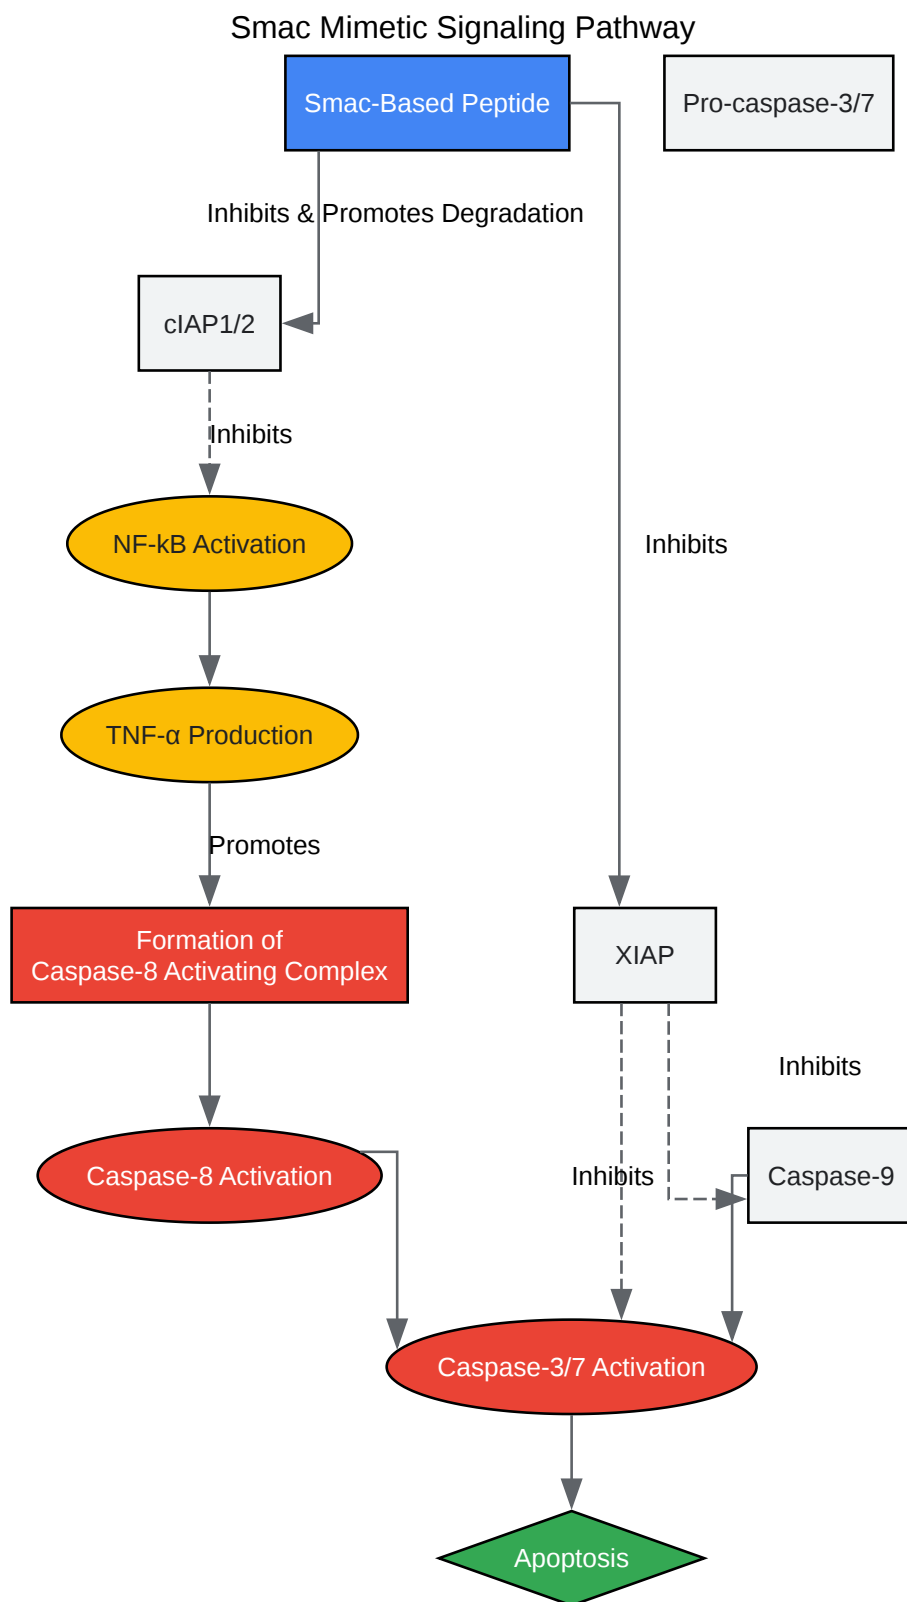 Smac Mimetic Signaling Pathway
Smac-Based Peptide
Pro-caspase-3/7
Inhibits & Promotes Degradation
cIAP1/2
Inhibits
NF-kB Activation
Inhibits
TNF-α Production
Promotes
Formation of
Caspase-8 Activating Complex
XIAP
Inhibits
Caspase-8 Activation
Inhibits
Caspase-9
Caspase-3/7 Activation
Apoptosis